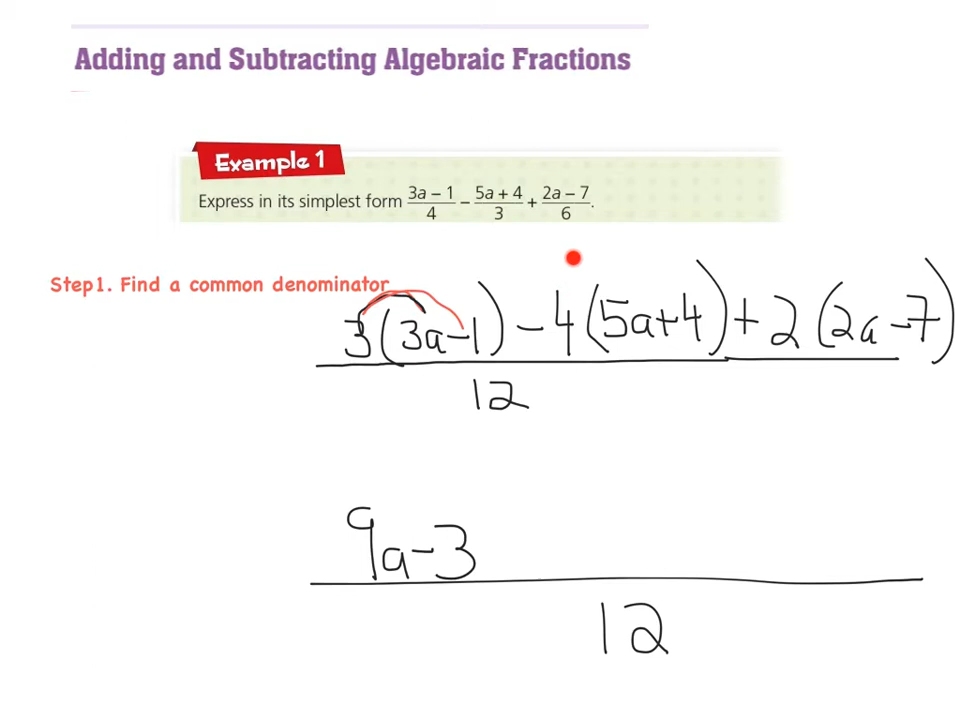 Adding and Subtracting Algebraic Fractions
Example 1
Express in its simplest form (3a − 1)/4 − (5a + 4)/3 + (2a − 7)/6.
Step1. Find a common denominator
3(3a−1) − 4(5a+4) + 2(2a−7)
12
9a−3
12